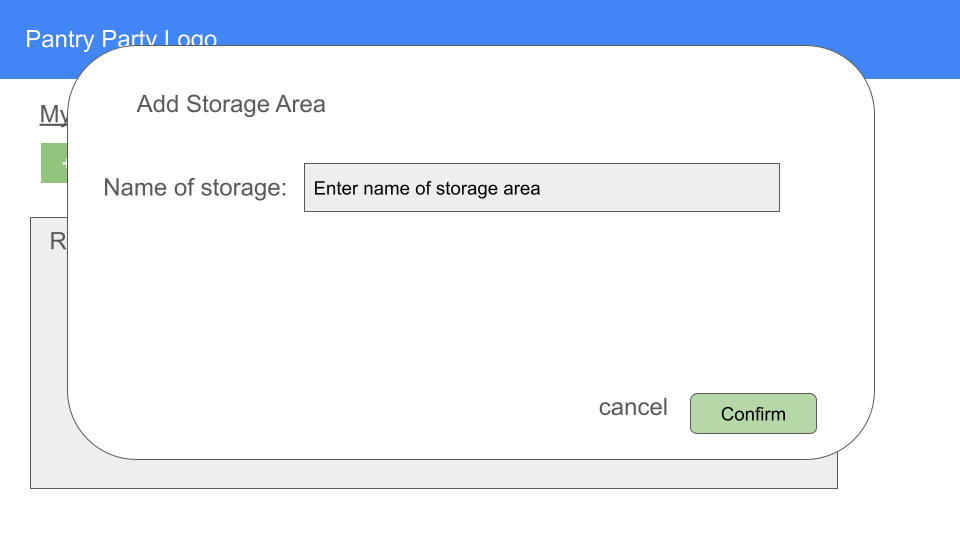 Pantry Party Logo
My
Add Storage Area
Name of storage: Enter name of storage area
R
cancel
Confirm